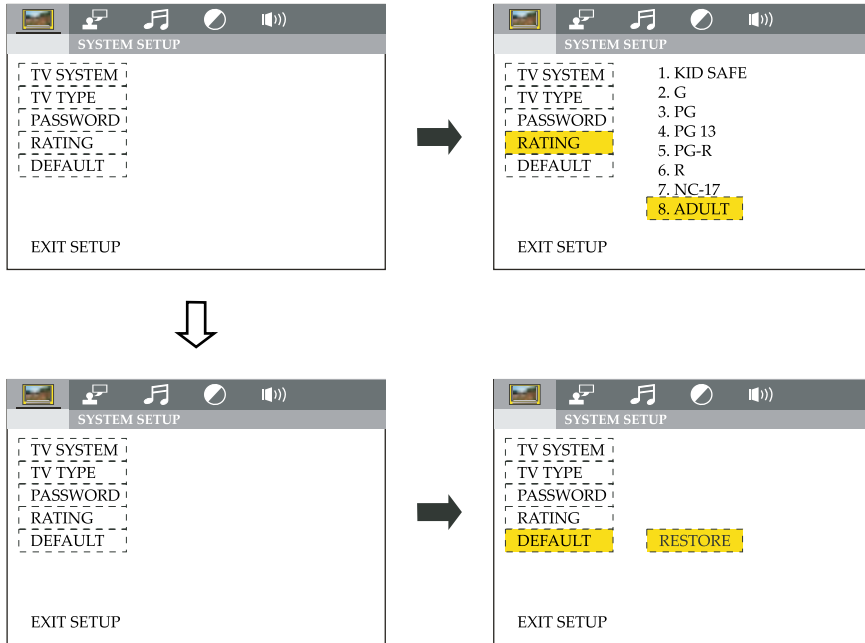 SYSTEM SETUP
TV SYSTEM
TV TYPE
PASSWORD
RATING
DEFAULT
EXIT SETUP
SYSTEM SETUP
TV SYSTEM
TV TYPE
PASSWORD
RATING
DEFAULT
1. KID SAFE
2. G
3. PG
4. PG 13
5. PG-R
6. R
7. NC-17
8. ADULT
EXIT SETUP
SYSTEM SETUP
TV SYSTEM
TV TYPE
PASSWORD
RATING
DEFAULT
EXIT SETUP
SYSTEM SETUP
TV SYSTEM
TV TYPE
PASSWORD
RATING
DEFAULT
RESTORE
EXIT SETUP